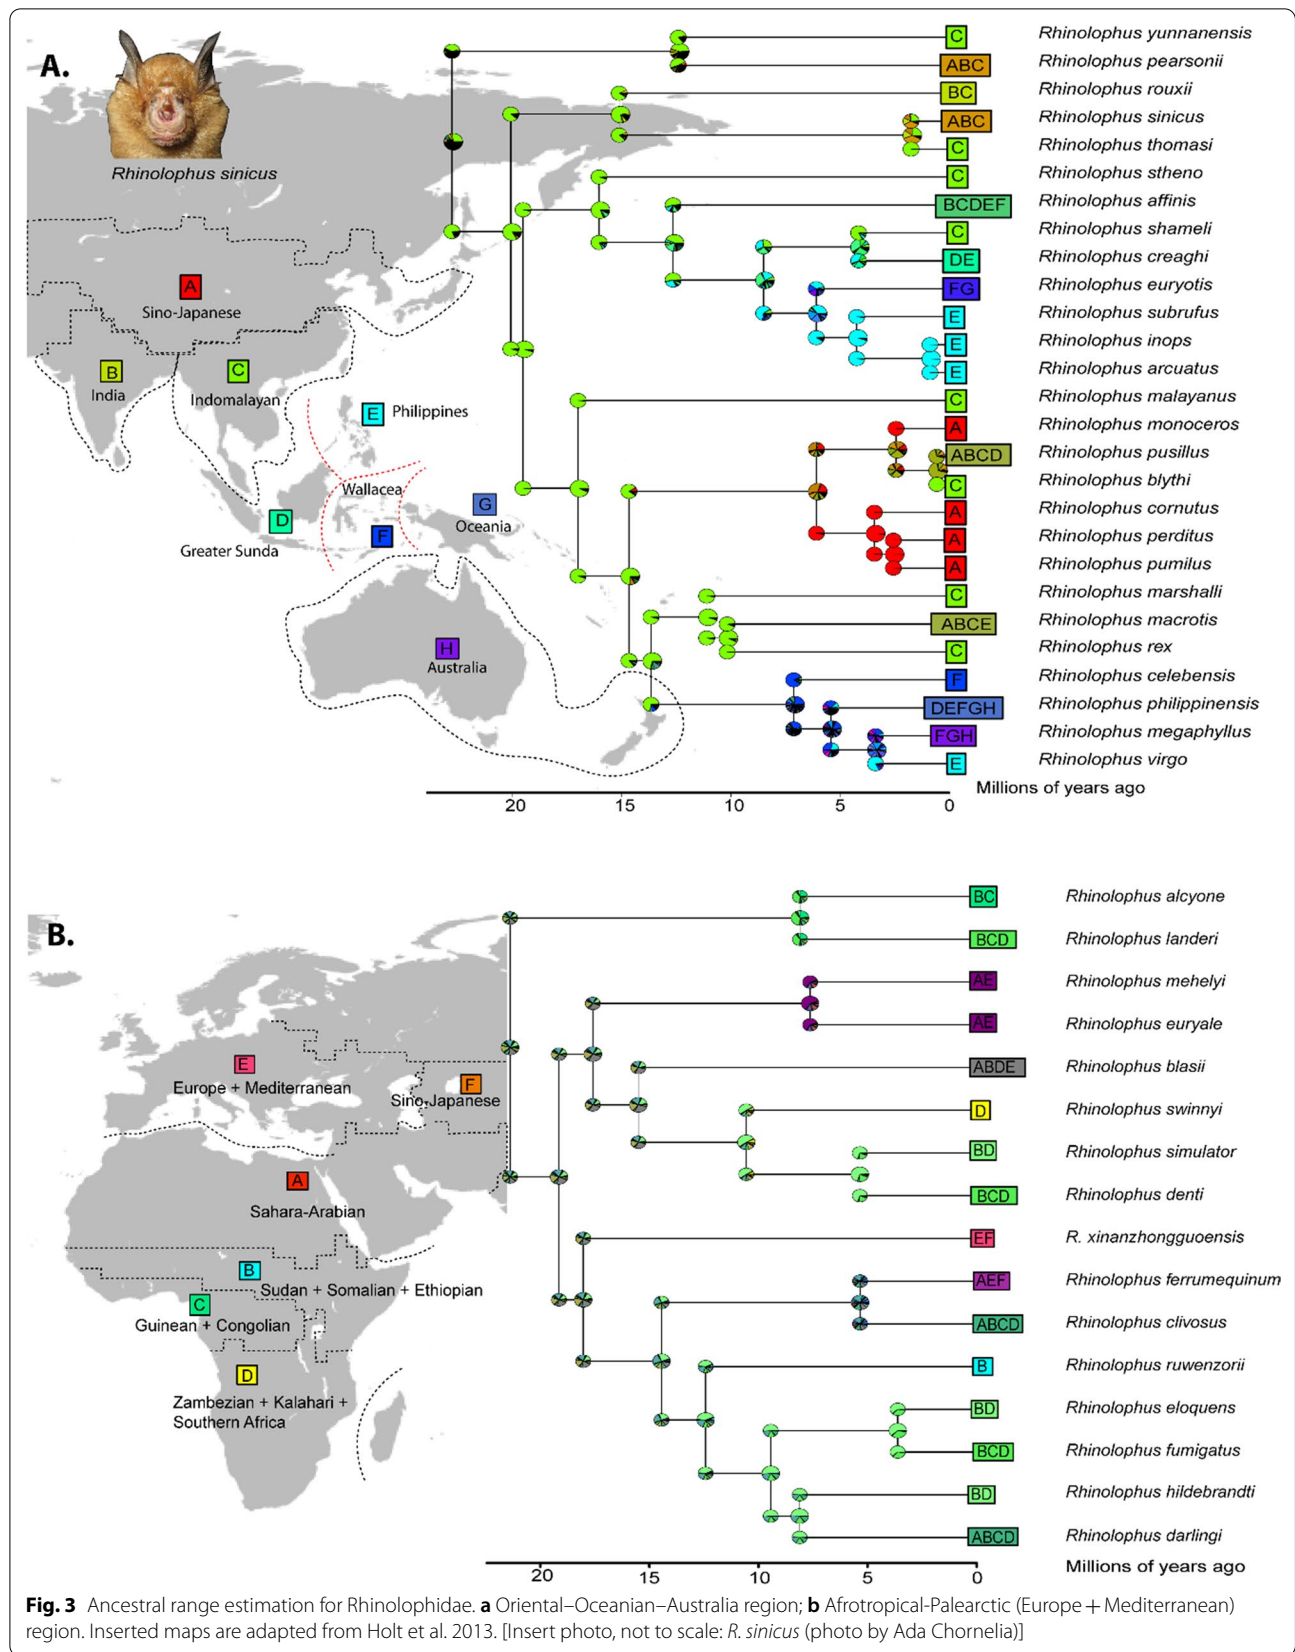 A.
Rhinolophus sinicus
A
Sino-Japanese
B
India
C
Indomalayan
E Philippines
Wallacea
D
Greater Sunda
F
G
Oceania
H
Australia
C Rhinolophus yunnanensis
ABC Rhinolophus pearsonii
BC Rhinolophus rouxii
ABC Rhinolophus sinicus
C Rhinolophus thomasi
C Rhinolophus stheno
BCDEF Rhinolophus affinis
C Rhinolophus shameli
DE Rhinolophus creaghi
FG Rhinolophus euryotis
E Rhinolophus subrufus
E Rhinolophus inops
E Rhinolophus arcuatus
C Rhinolophus malayanus
A Rhinolophus monoceros
ABCD Rhinolophus pusillus
C Rhinolophus blythi
A Rhinolophus cornutus
A Rhinolophus perditus
A Rhinolophus pumilus
C Rhinolophus marshalli
ABCE Rhinolophus macrotis
C Rhinolophus rex
F Rhinolophus celebensis
DEFGH Rhinolophus philippinensis
FGH Rhinolophus megaphyllus
E Rhinolophus virgo
20 15 10 5 0 Millions of years ago
B.
E
Europe + Mediterranean
F
Sino-Japanese
A
Sahara-Arabian
B
Sudan + Somalian + Ethiopian
C
Guinean + Congolian
D
Zambezian + Kalahari +
Southern Africa
BC Rhinolophus alcyone
BCD Rhinolophus landeri
AE Rhinolophus mehelyi
AE Rhinolophus euryale
ABDE Rhinolophus blasii
D Rhinolophus swinnyi
BD Rhinolophus simulator
BCD Rhinolophus denti
EF R. xinanzhongguoensis
AEF Rhinolophus ferrumequinum
ABCD Rhinolophus clivosus
B Rhinolophus ruwenzorii
BD Rhinolophus eloquens
BCD Rhinolophus fumigatus
BD Rhinolophus hildebrandti
ABCD Rhinolophus darlingi
20 15 10 5 0 Millions of years ago
Fig. 3 Ancestral range estimation for Rhinolophidae. a Oriental–Oceanian–Australia region; b Afrotropical-Palearctic (Europe + Mediterranean)
region. Inserted maps are adapted from Holt et al. 2013. [Insert photo, not to scale: R. sinicus (photo by Ada Chornelia)]